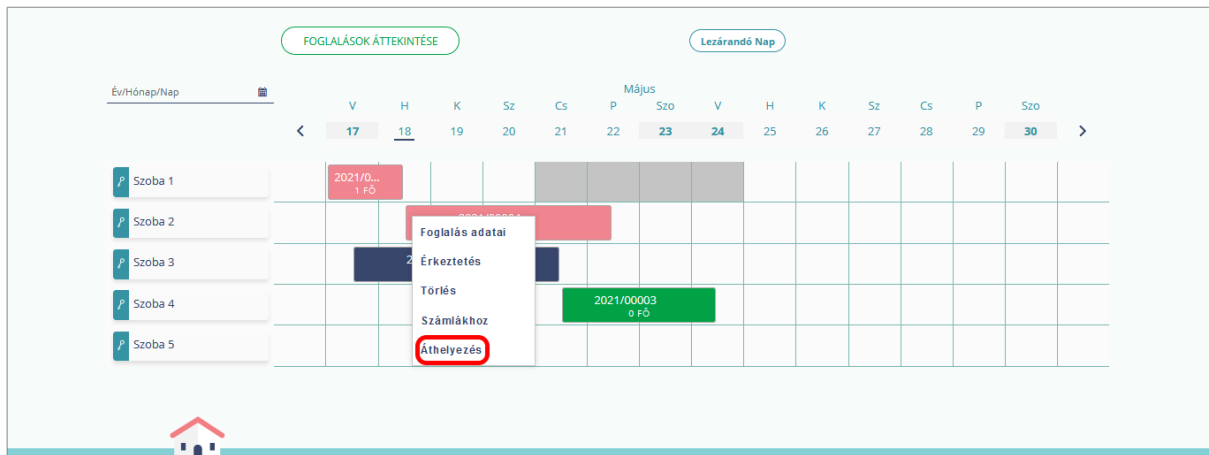 FOGLALÁSOK ÁTTEKINTÉSE
Lezárandó Nap
Év/Hónap/Nap
Május
V H K Sz Cs P Szo V H K Sz Cs P Szo
17 18 19 20 21 22 23 24 25 26 27 28 29 30
Szoba 1
2021/0...
1 FŐ
Szoba 2
Foglalás adatai
Szoba 3
2
Érkeztetés
Törlés
Szoba 4
2021/00003
0 FŐ
Számlákhoz
Szoba 5
Áthelyezés